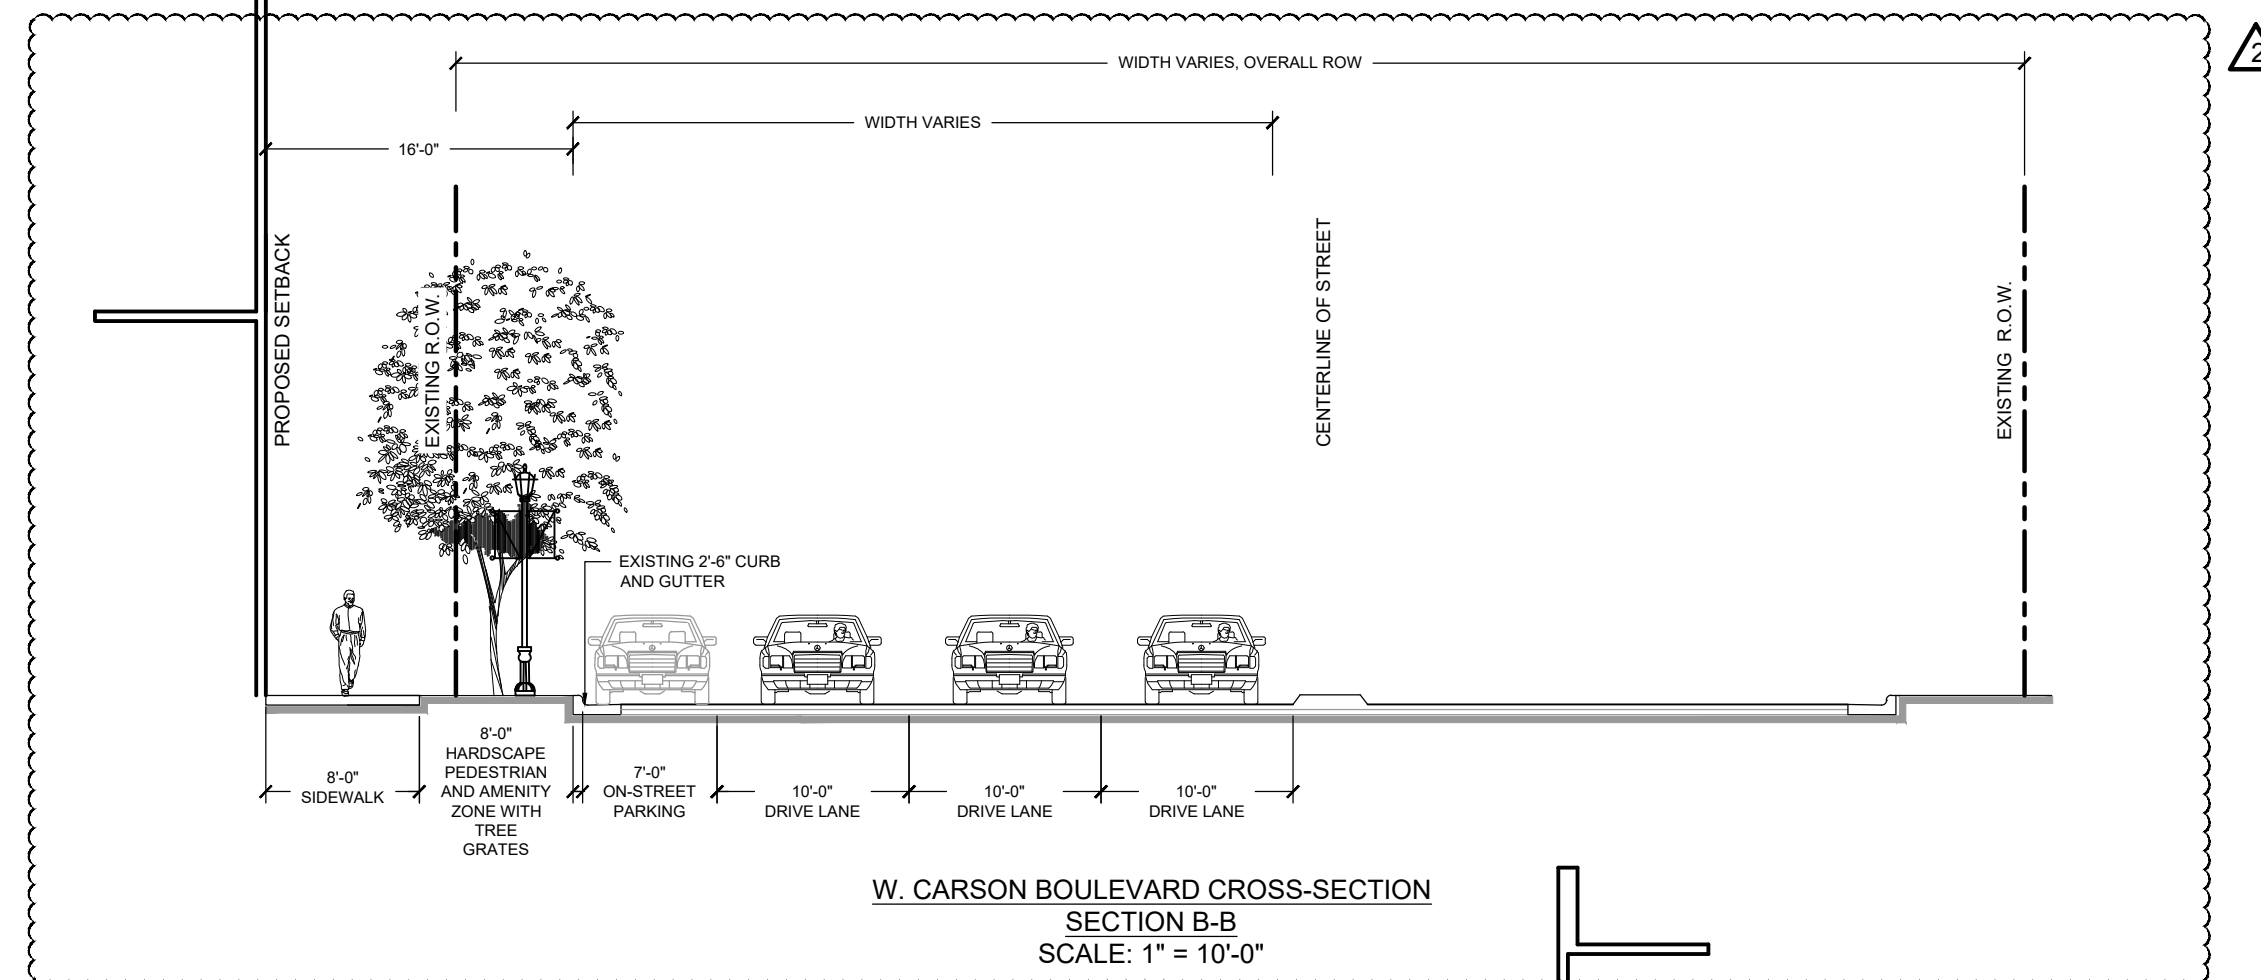 2
WIDTH VARIES, OVERALL ROW
WIDTH VARIES
16'-0"
PROPOSED SETBACK
EXISTING R.O.W.
CENTERLINE OF STREET
EXISTING R.O.W.
EXISTING 2'-6" CURB
AND GUTTER
8'-0"
SIDEWALK
8'-0"
HARDSCAPE
PEDESTRIAN
AND AMENITY
ZONE WITH
TREE
GRATES
7'-0"
ON-STREET
PARKING
10'-0"
DRIVE LANE
10'-0"
DRIVE LANE
10'-0"
DRIVE LANE
W. CARSON BOULEVARD CROSS-SECTION
SECTION B-B
SCALE: 1" = 10'-0"